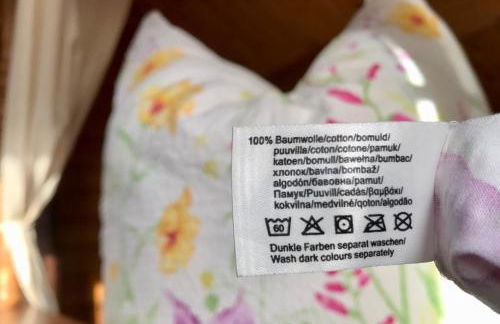 100% Baumwolle/cotton/bomuld/
puuvilla/coton/cotone/pamuk/
katoen/bomull/bawełna/bumbac/
хлопок/bavlna/bombaž/
algodón/бавовна/pamut/
Памук/Puuvill/cadás/βαμβάκι
kokvilna/medvilnė/qoton/algodão
60
Dunkle Farben separat waschen/
Wash dark colours separately